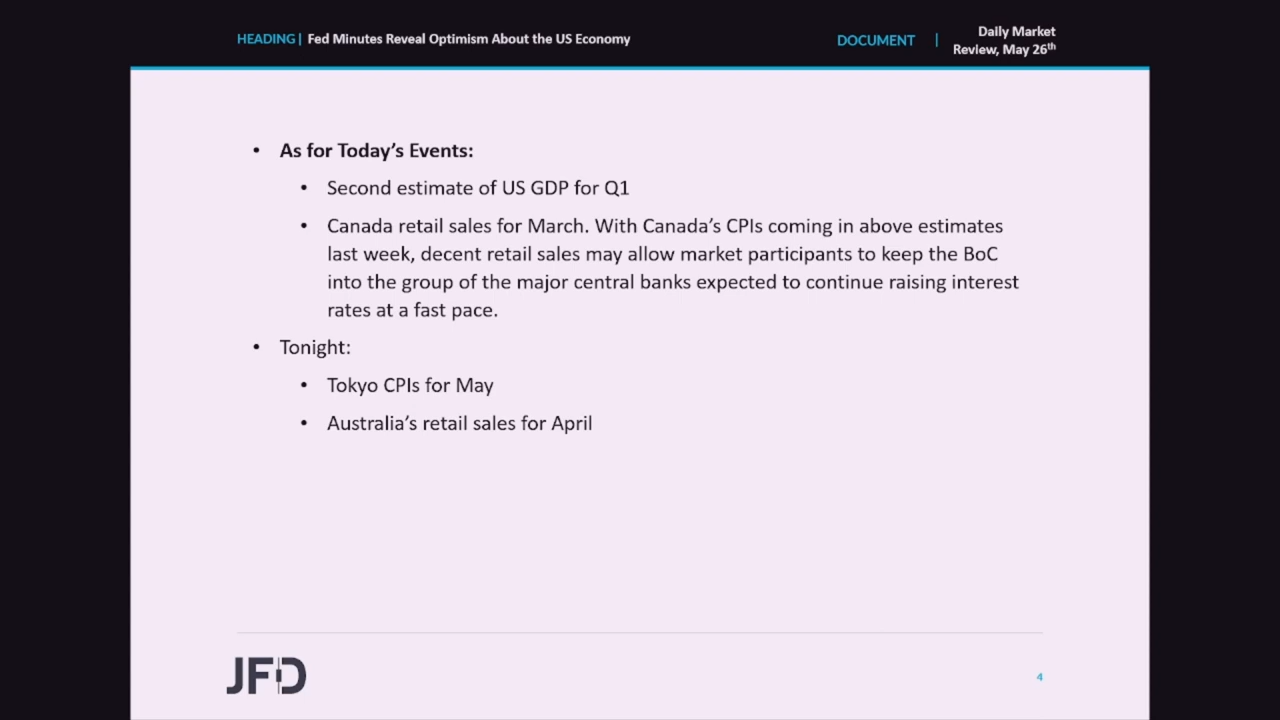 HEADING | Fed Minutes Reveal Optimism About the US Economy
DOCUMENT | Daily Market
Review, May 26th
• As for Today’s Events:
• Second estimate of US GDP for Q1
• Canada retail sales for March. With Canada’s CPIs coming in above estimates
last week, decent retail sales may allow market participants to keep the BoC
into the group of the major central banks expected to continue raising interest
rates at a fast pace.
• Tonight:
• Tokyo CPIs for May
• Australia’s retail sales for April
JFD
4